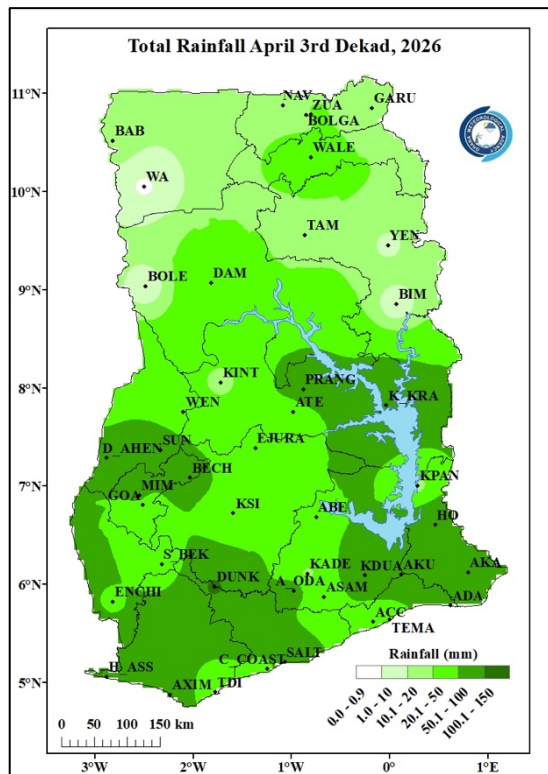 Total Rainfall April 3rd Dekad, 2026
11°N
10°N
9°N
8°N
7°N
6°N
5°N
NAV
GARU
ZUA
BOLGA
BAB
WALE
WA
TAM
YEN
BOLE
DAM
BIM
KINT
PRANG
K_KRA
WEN
ATE
SUN
EJURA
D_AHEN
BECH
KPAN
MIM
GOA
KSI
ABE
HO
S_BEK
KADE
KDUA
AKU
AKA
DUNK
A_ODA
ENCHI
ASAM
ADA
ACC
TEMA
C_COAST
SALT
H_ASS
AXIM
TDI
Rainfall (mm)
0.0 - 0.9
1.0 - 10
10.1 - 20
20.1 - 50
50.1 - 100
100.1 - 150
0 50 100 150 km
3°W 2°W 1°W 0° 1°E